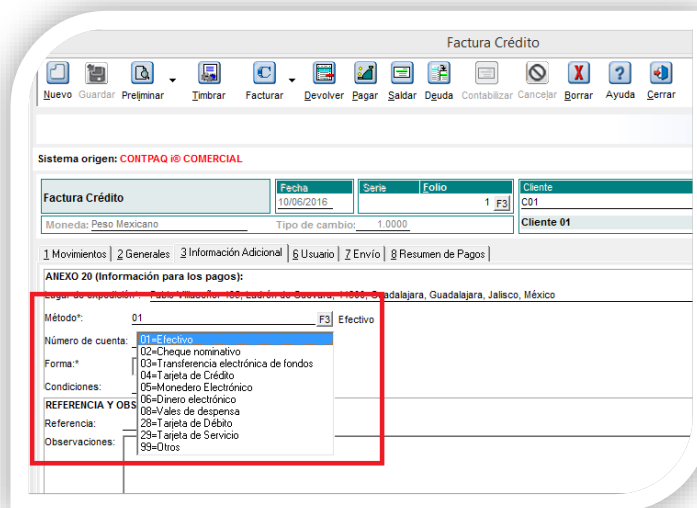 Factura Crédito
Nuevo Guardar Preliminar Timbrar Facturar Devolver Pagar Saldar Deuda Contabilizar Cancelar Borrar Ayuda Cerrar
Sistema origen: CONTPAQ i® COMERCIAL
Factura Crédito Fecha Serie Folio Cliente
10/06/2016 1 F3 C01
Moneda: Peso Mexicano Tipo de cambio: 1.0000 Cliente 01
1 Movimientos 2 Generales 3 Información Adicional 6 Usuario 7 Envío 8 Resumen de Pagos
ANEXO 20 (Información para los pagos):
Guadalajara, Guadalajara, Jalisco, México
Método*: 01 F3 Efectivo
Número de cuenta: 01=Efectivo
02=Cheque nominativo
Forma:* 03=Transferencia electrónica de fondos
04=Tarjeta de Crédito
Condiciones: 05=Monedero Electrónico
06=Dinero electrónico
REFERENCIA Y OBS 08=Vales de despensa
Referencia: 28=Tarjeta de Débito
29=Tarjeta de Servicio
Observaciones: 99=Otros